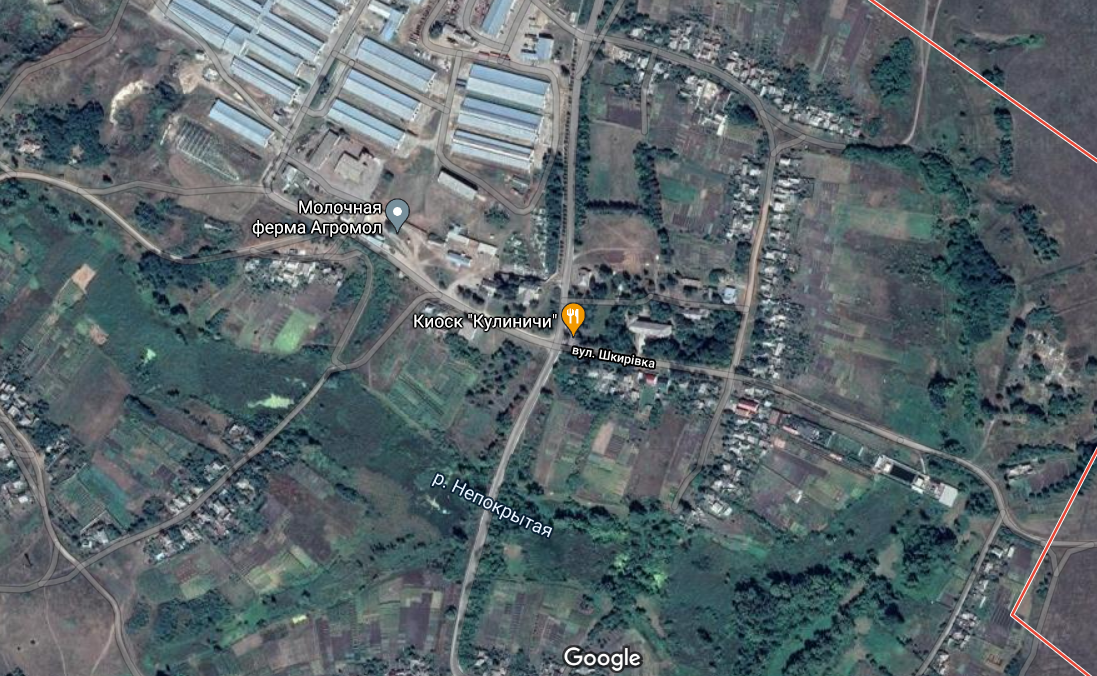 Молочная
ферма Агромол
Киоск "Кулиничи"
вул. Шкирівка
р. Непокрытая
Google